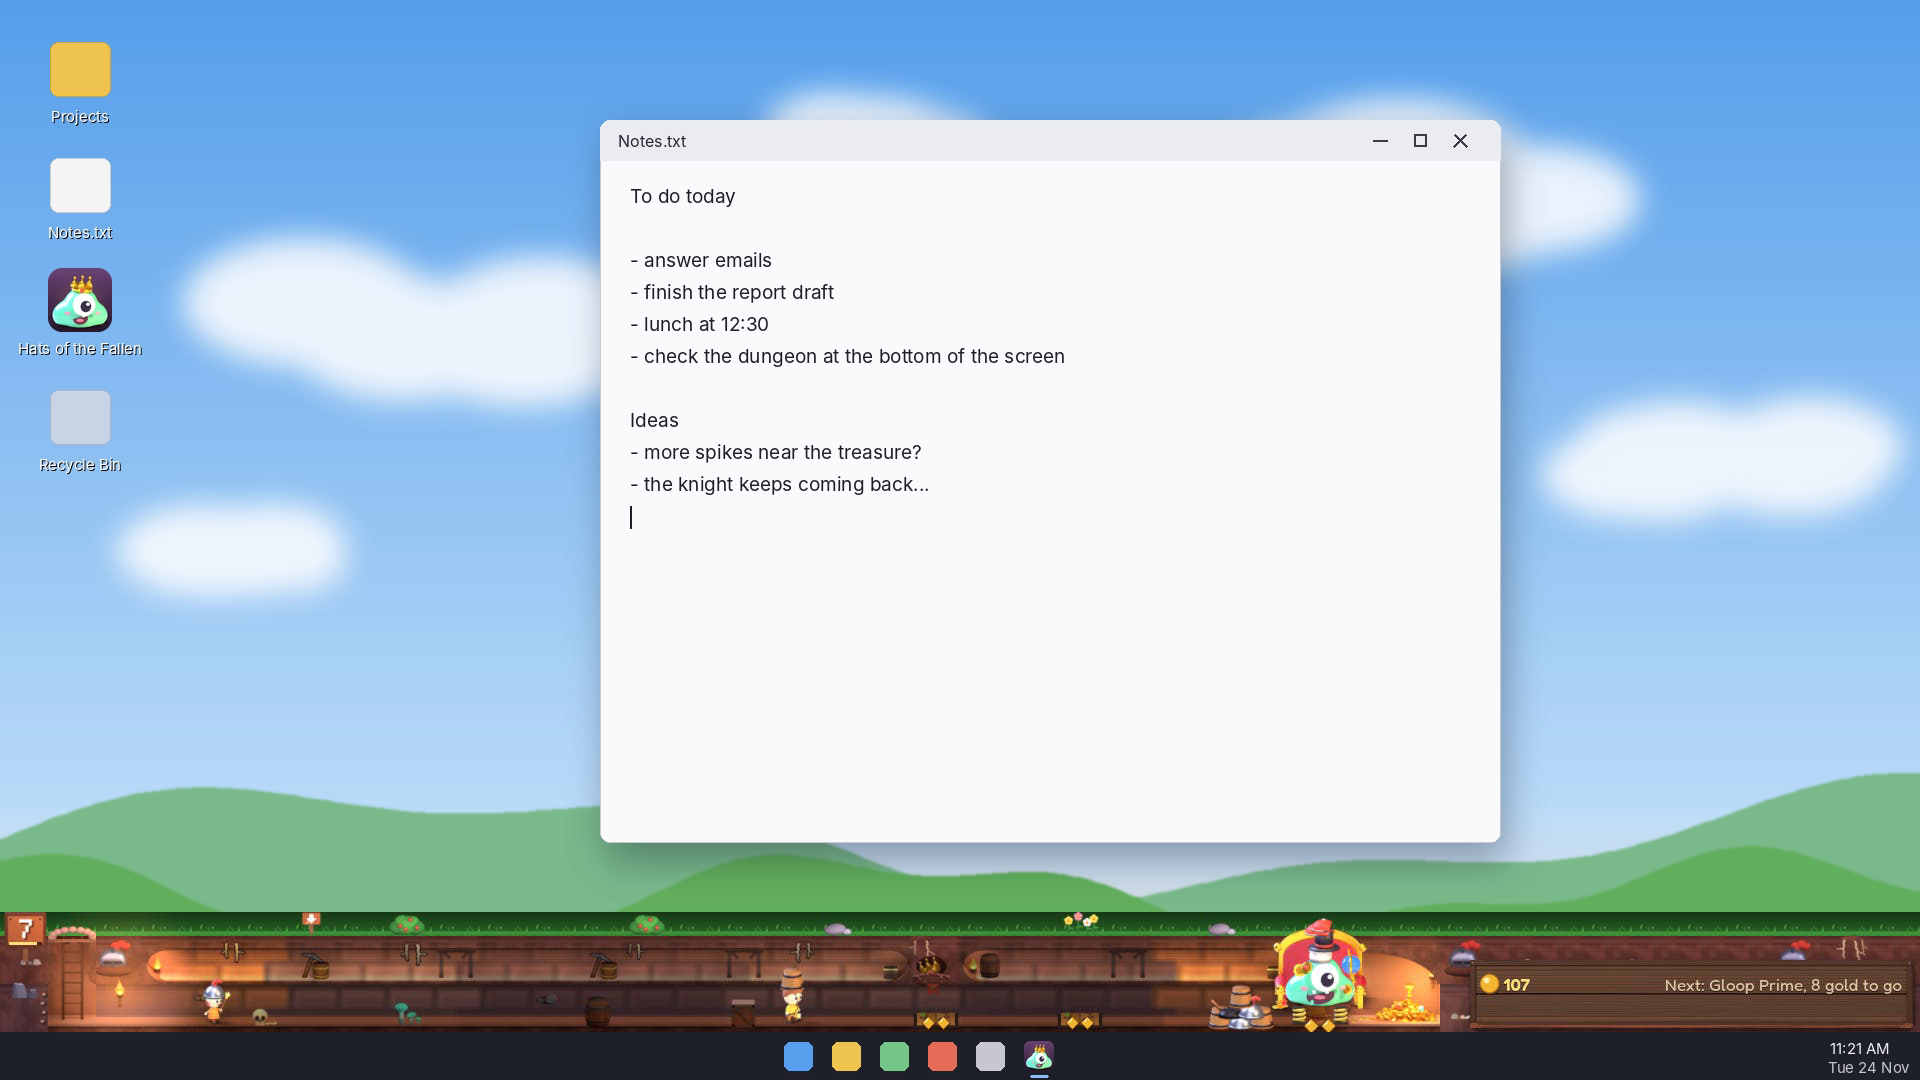 Projects
Notes.txt
Hats of the Fallen
Recycle Bin
Notes.txt
To do today
- answer emails
- finish the report draft
- lunch at 12:30
- check the dungeon at the bottom of the screen
Ideas
- more spikes near the treasure?
- the knight keeps coming back...
7
107
Next: Gloop Prime, 8 gold to go
11:21 AM
Tue 24 Nov